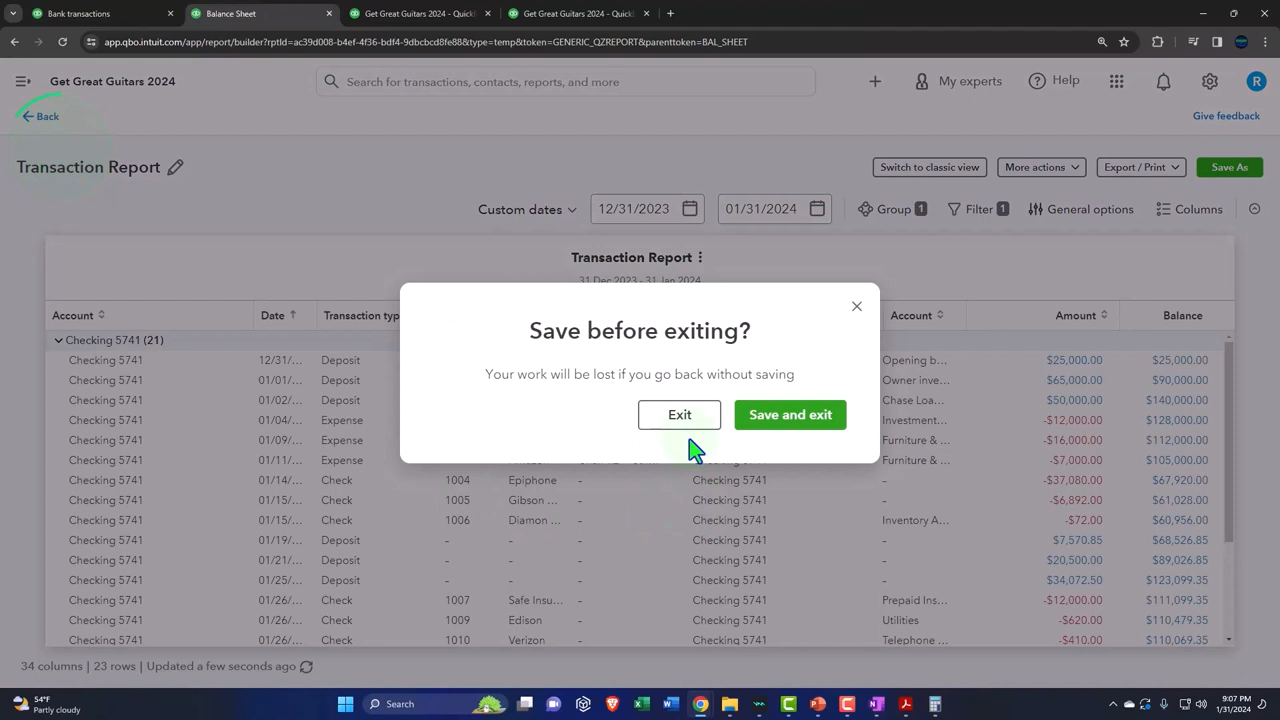 Bank transactions
Balance Sheet
Get Great Guitars 2024 - Quick
Get Great Guitars 2024 - Quick
app.qbo.intuit.com/app/report/builder?rptId=ac39d008-b4ef-4f36-bdf4-9dbcbcd8fe88&type=temp&token=GENERIC_QZREPORT&parenttoken=BAL_SHEET
Get Great Guitars 2024
Search for transactions, contacts, reports, and more
My experts
Help
R
Back
Give feedback
Transaction Report
Switch to classic view
More actions
Export / Print
Save As
Custom dates
12/31/2023
01/31/2024
Group 1
Filter 1
General options
Columns
Transaction Report
31 Dec 2023 - 31 Jan 2024
Save before exiting?
Your work will be lost if you go back without saving
Exit
Save and exit
Account Date Transaction typ Account Amount Balance
Checking 5741 (21)
Checking 5741 12/31/... Deposit Opening b... $25,000.00 $25,000.00
Checking 5741 01/01/... Deposit Owner inve... $65,000.00 $90,000.00
Checking 5741 01/02/... Deposit Chase Loa... $50,000.00 $140,000.00
Checking 5741 01/04/... Expense Investment... -$12,000.00 $128,000.00
Checking 5741 01/09/... Expense Furniture &... -$16,000.00 $112,000.00
Checking 5741 01/11/... Expense Furniture &... -$7,000.00 $105,000.00
Checking 5741 01/14/... Check 1004 Epiphone - Checking 5741 - -$37,080.00 $67,920.00
Checking 5741 01/15/... Check 1005 Gibson ... - Checking 5741 - -$6,892.00 $61,028.00
Checking 5741 01/15/... Check 1006 Diamon ... - Checking 5741 Inventory A... -$72.00 $60,956.00
Checking 5741 01/19/... Deposit - - - Checking 5741 - $7,570.85 $68,526.85
Checking 5741 01/21/... Deposit - - - Checking 5741 - $20,500.00 $89,026.85
Checking 5741 01/25/... Deposit - - - Checking 5741 - $34,072.50 $123,099.35
Checking 5741 01/26/... Check 1007 Safe Insu... - Checking 5741 Prepaid Ins... -$12,000.00 $111,099.35
Checking 5741 01/26/... Check 1009 Edison - Checking 5741 Utilities -$620.00 $110,479.35
Checking 5741 01/26/... Check 1010 Verizon - Checking 5741 Telephone ... -$410.00 $110,069.35
34 columns | 23 rows | Updated a few seconds ago
54°F
Partly cloudy
Search
9:07 PM
1/31/2024